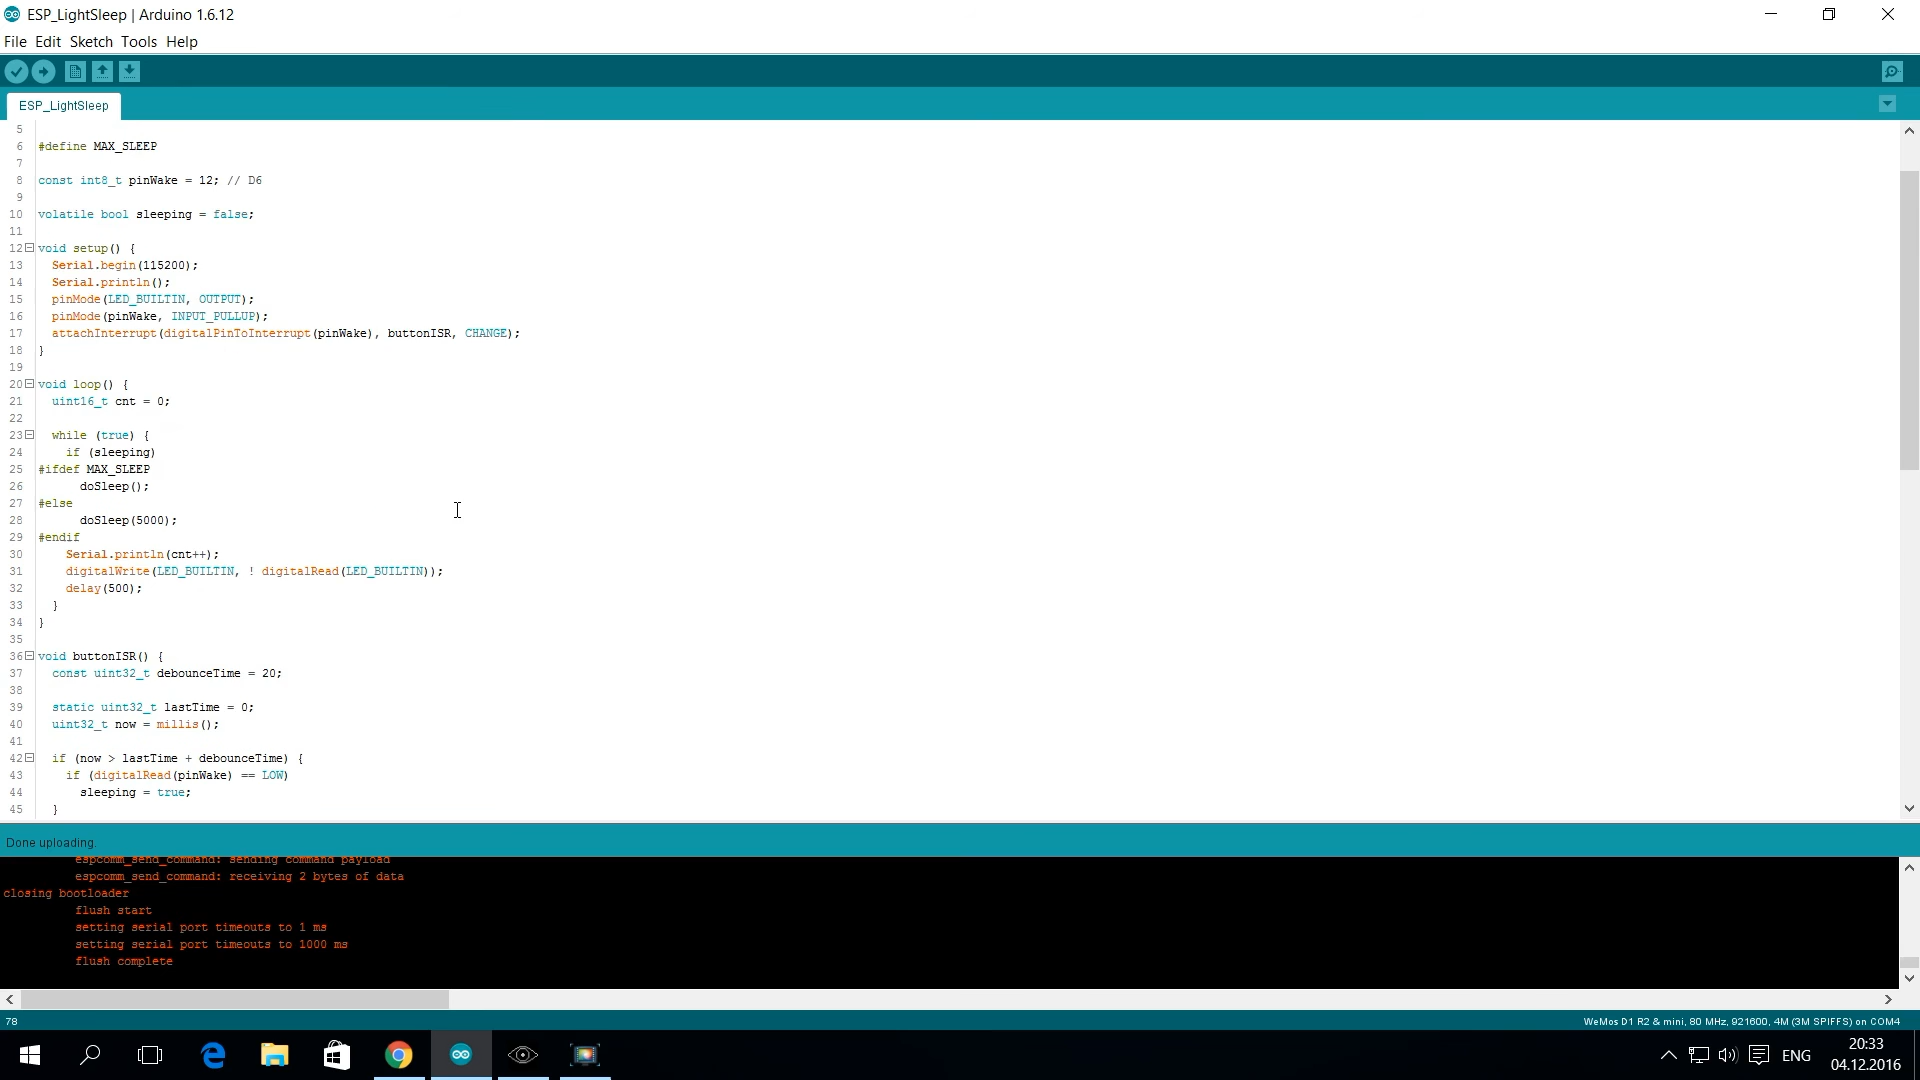 ESP_LightSleep | Arduino 1.6.12
File Edit Sketch Tools Help
ESP_LightSleep
5
6 #define MAX_SLEEP
7
8 const int8_t pinWake = 12; // D6
9
10 volatile bool sleeping = false;
11
12 void setup() {
13 Serial.begin(115200);
14 Serial.println();
15 pinMode(LED_BUILTIN, OUTPUT);
16 pinMode(pinWake, INPUT_PULLUP);
17 attachInterrupt(digitalPinToInterrupt(pinWake), buttonISR, CHANGE);
18 }
19
20 void loop() {
21 uint16_t cnt = 0;
22
23 while (true) {
24 if (sleeping)
25 #ifdef MAX_SLEEP
26 doSleep();
27 #else
28 doSleep(5000);
29 #endif
30 Serial.println(cnt++);
31 digitalWrite(LED_BUILTIN, ! digitalRead(LED_BUILTIN));
32 delay(500);
33 }
34 }
35
36 void buttonISR() {
37 const uint32_t debounceTime = 20;
38
39 static uint32_t lastTime = 0;
40 uint32_t now = millis();
41
42 if (now > lastTime + debounceTime) {
43 if (digitalRead(pinWake) == LOW)
44 sleeping = true;
45 }
Done uploading.
espcomm_send_command: sending command payload
espcomm_send_command: receiving 2 bytes of data
closing bootloader
flush start
setting serial port timeouts to 1 ms
setting serial port timeouts to 1000 ms
flush complete
78 WeMos D1 R2 & mini, 80 MHz, 921600, 4M (3M SPIFFS) on COM4
ENG
20:33
04.12.2016